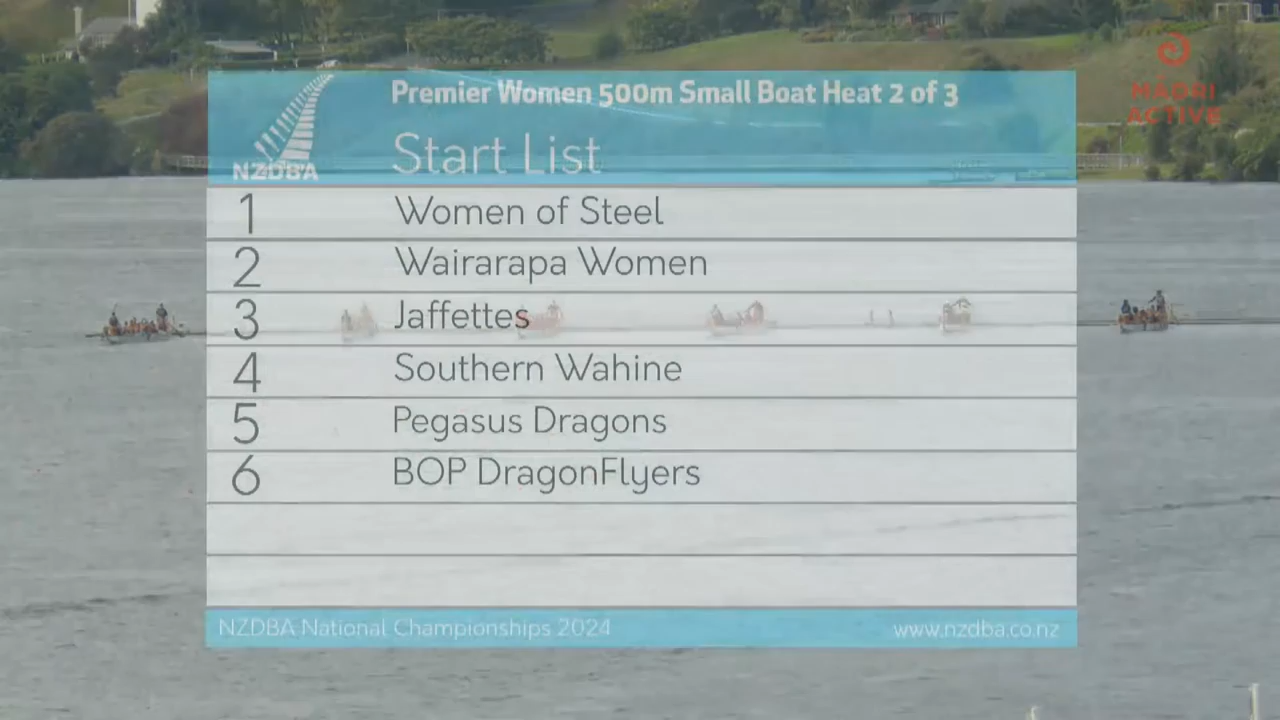 Premier Women 500m Small Boat Heat 2 of 3
MĀORI
ACTIVE
NZDBA
Start List
1 Women of Steel
2 Wairarapa Women
3 Jaffettes
4 Southern Wahine
5 Pegasus Dragons
6 BOP DragonFlyers
NZDBA National Championships 2024 www.nzdba.co.nz